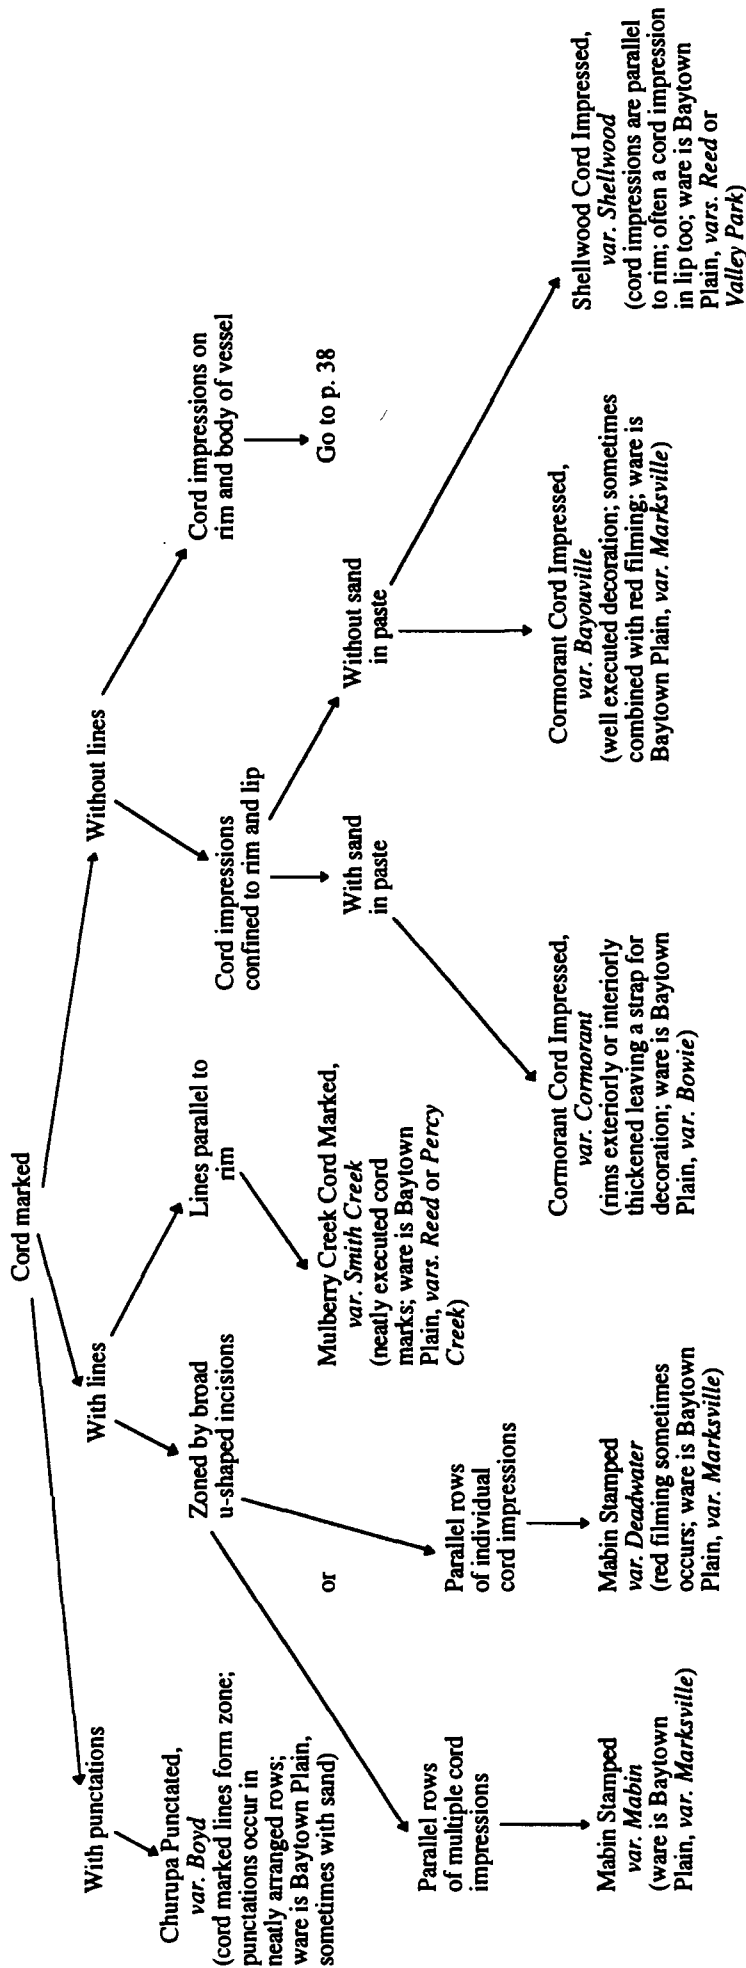 Cord marked
With punctations
With lines
Without lines
Churupa Punctated,
var. Boyd
(cord marked lines form zone;
punctations occur in
neatly arranged rows;
ware is Baytown Plain,
sometimes with sand)
Zoned by broad
u-shaped incisions
Lines parallel to
rim
Cord impressions
confined to rim and lip
Cord impressions on
rim and body of vessel
or
Mulberry Creek Cord Marked,
var. Smith Creek
(neatly executed cord
marks; ware is Baytown
Plain, vars. Reed or Percy
Creek)
With sand
in paste
Without sand
in paste
Go to p. 38
Parallel rows
of multiple cord
impressions
Parallel rows
of individual
cord impressions
Mabin Stamped
var. Mabin
(ware is Baytown
Plain, var. Marksville)
Mabin Stamped
var. Deadwater
(red filming sometimes
occurs; ware is Baytown
Plain, var. Marksville)
Cormorant Cord Impressed,
var. Cormorant
(rims exteriorly or interiorly
thickened leaving a strap for
decoration; ware is Baytown
Plain, var. Bowie)
Cormorant Cord Impressed,
var. Bayouville
(well executed decoration; sometimes
combined with red filming; ware is
Baytown Plain, var. Marksville)
Shellwood Cord Impressed,
var. Shellwood
(cord impressions are parallel
to rim; often a cord impression
in lip too; ware is Baytown
Plain, vars. Reed or
Valley Park)